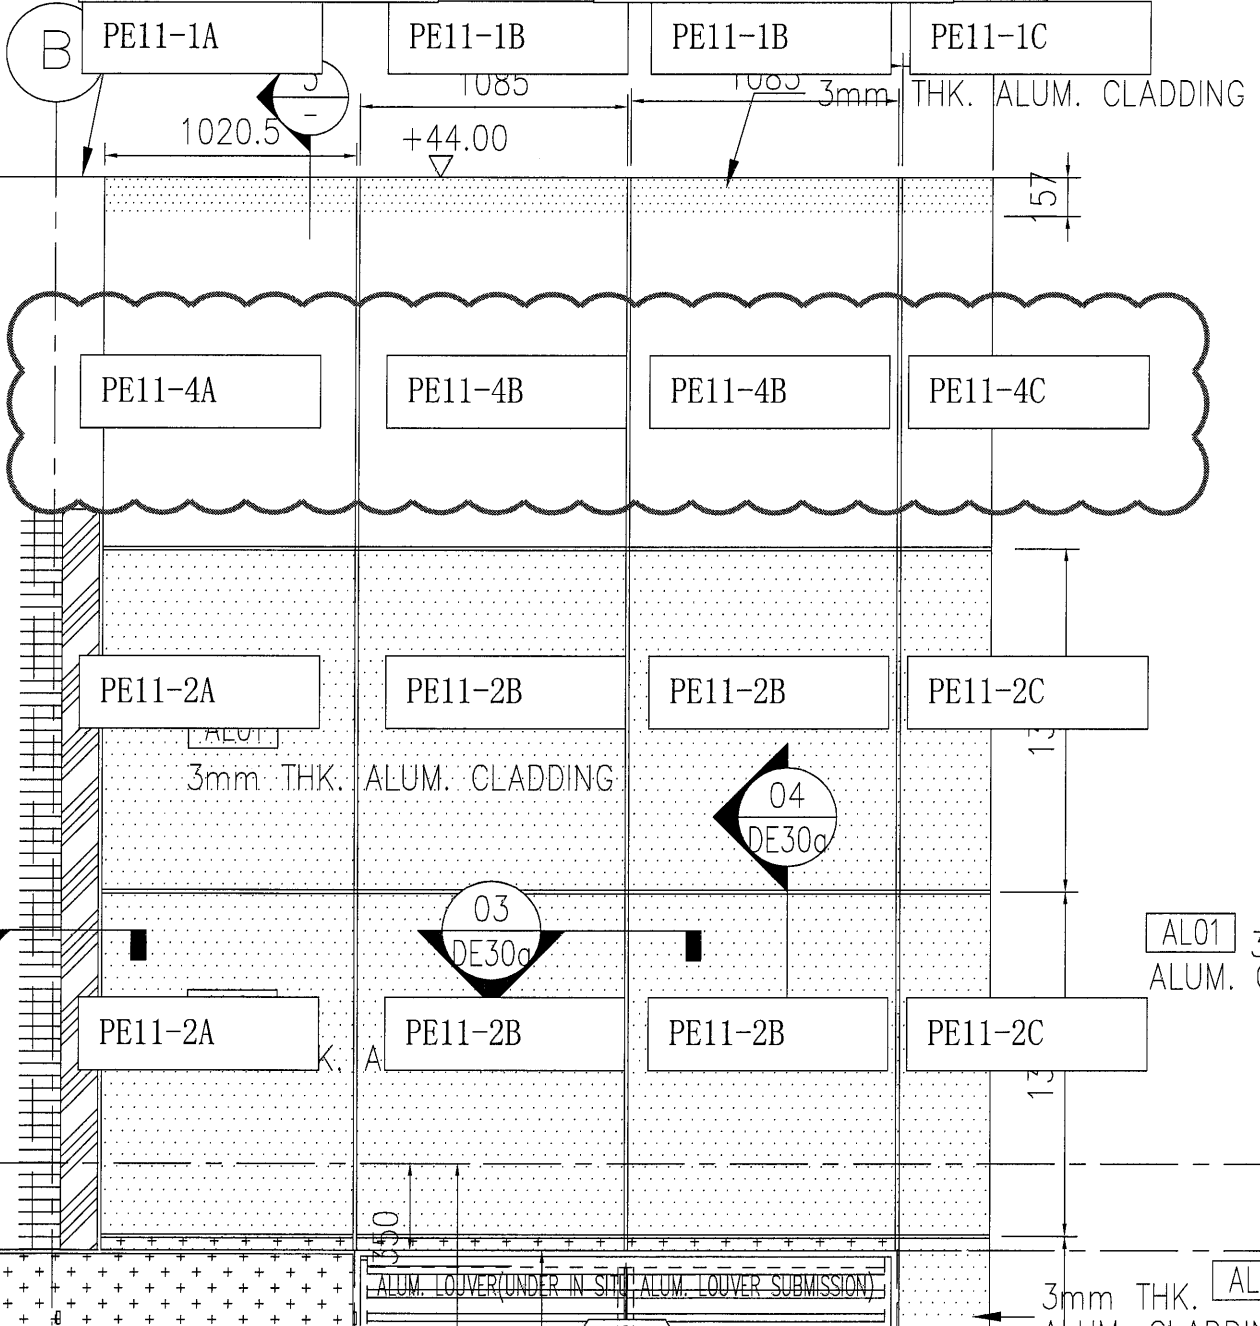 B
PE11-1A
PE11-1B
PE11-1B
PE11-1C
1085
1085
3mm THK. ALUM. CLADDING
1020.5
-
+44.00
157
PE11-4A
PE11-4B
PE11-4B
PE11-4C
PE11-2A
PE11-2B
PE11-2B
PE11-2C
AL01
3mm THK. ALUM. CLADDING
04
DE30a
03
DE30a
AL01
ALUM.
PE11-2A
PE11-2B
PE11-2B
PE11-2C
350
ALUM. LOUVER(UNDER IN SITU ALUM. LOUVER SUBMISSION)
3mm THK.